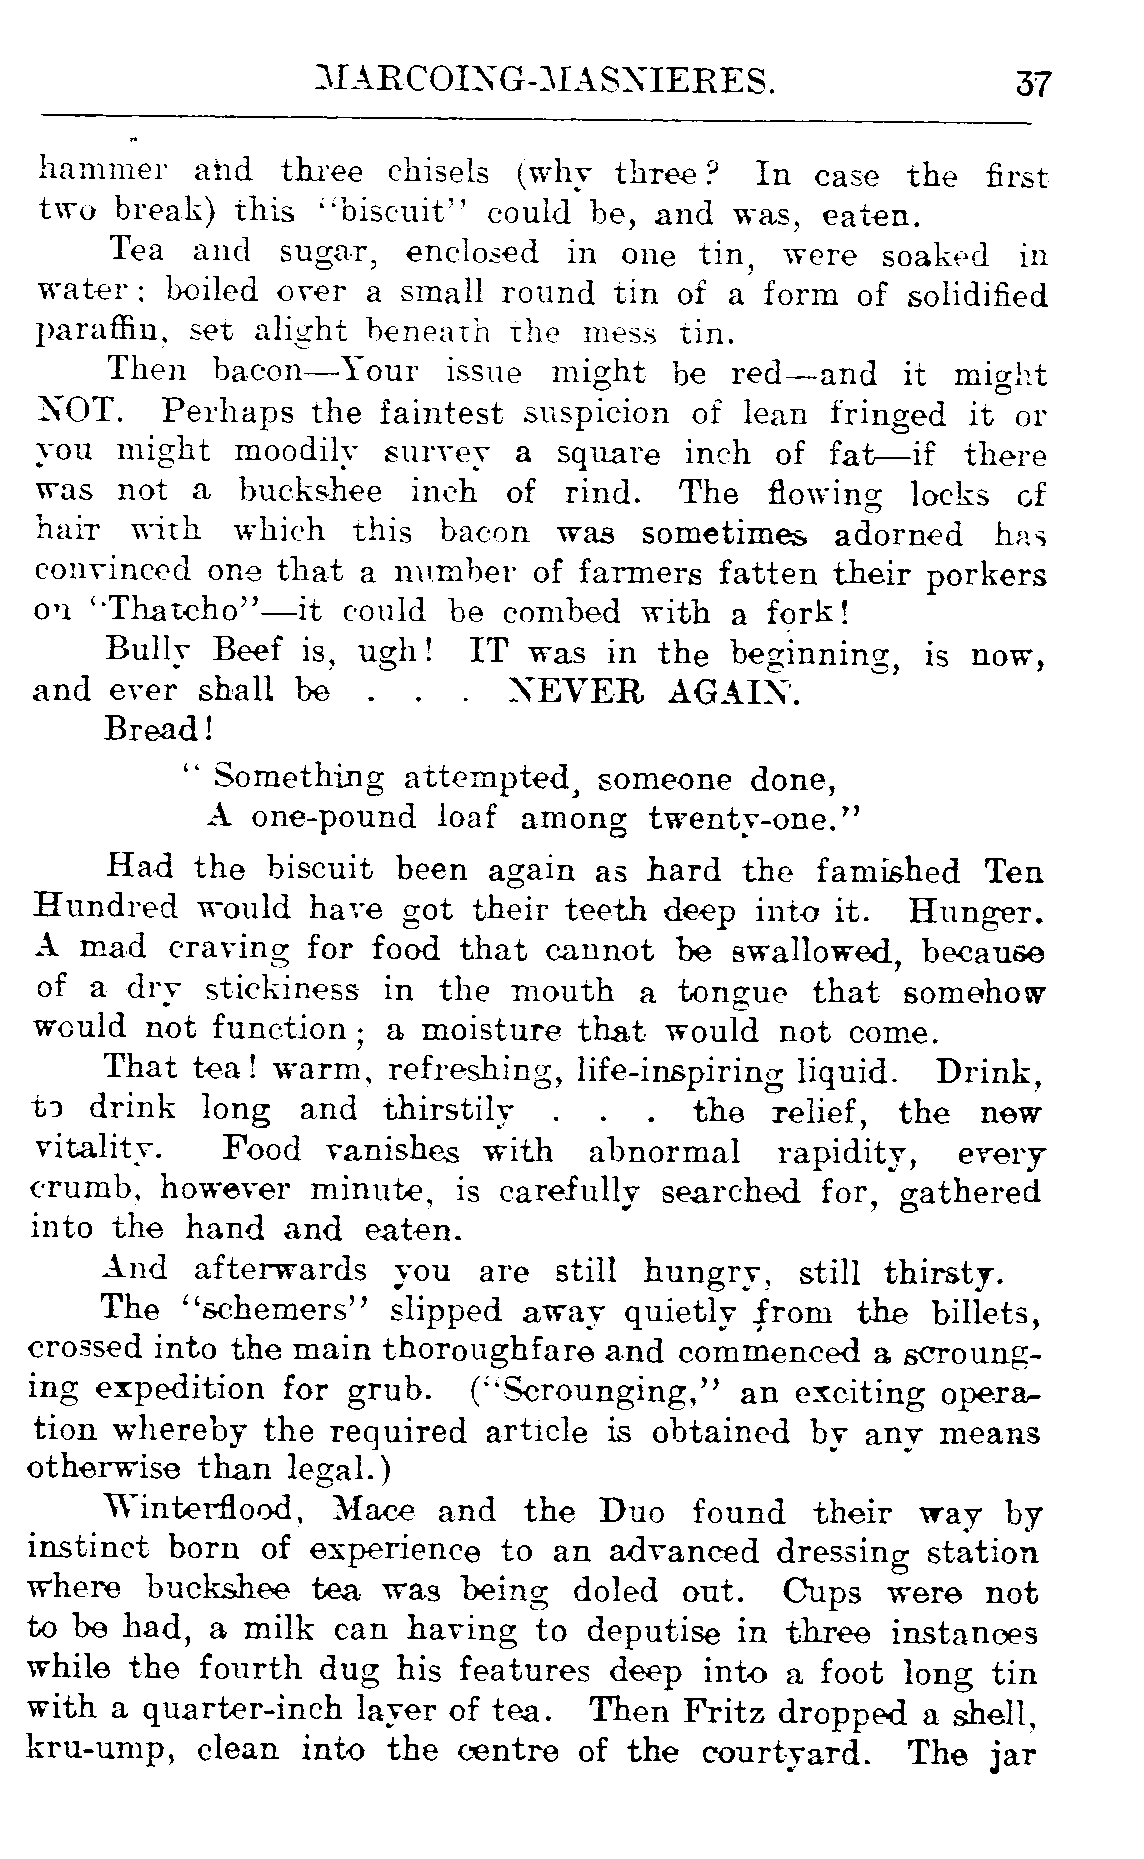 MARCOING-MASNIERES. 37
hammer and three chisels (why three? In case the first
two break) this "biscuit" could be, and was, eaten.
Tea and sugar, enclosed in one tin, were soaked in
water; boiled over a small round tin of a form of solidified
paraffin, set alight beneath the mess tin.
Then bacon—Your issue might be red—and it might
NOT. Perhaps the faintest suspicion of lean fringed it or
you might moodily survey a square inch of fat—if there
was not a buckshee inch of rind. The flowing locks of
hair with which this bacon was sometimes adorned has
convinced one that a number of farmers fatten their porkers
on "Thatcho"—it could be combed with a fork!
Bully Beef is, ugh! IT was in the beginning, is now,
and ever shall be . . . NEVER AGAIN.
Bread!
" Something attempted, someone done,
A one-pound loaf among twenty-one."
Had the biscuit been again as hard the famished Ten
Hundred would have got their teeth deep into it. Hunger.
A mad craving for food that cannot be swallowed, because
of a dry stickiness in the mouth a tongue that somehow
would not function; a moisture that would not come.
That tea! warm, refreshing, life-inspiring liquid. Drink,
to drink long and thirstily . . . the relief, the new
vitality. Food vanishes with abnormal rapidity, every
crumb, however minute, is carefully searched for, gathered
into the hand and eaten.
And afterwards you are still hungry, still thirsty.
The "schemers" slipped away quietly from the billets,
crossed into the main thoroughfare and commenced a scroung-
ing expedition for grub. ("Scrounging," an exciting opera-
tion whereby the required article is obtained by any means
otherwise than legal.)
Winterflood, Mace and the Duo found their way by
instinct born of experience to an advanced dressing station
where buckshee tea was being doled out. Cups were not
to be had, a milk can having to deputise in three instances
while the fourth dug his features deep into a foot long tin
with a quarter-inch layer of tea. Then Fritz dropped a shell,
kru-ump, clean into the centre of the courtyard. The jar